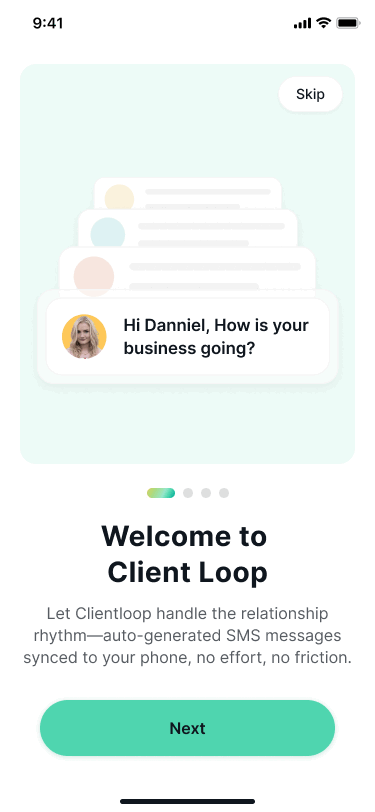 9:41
Skip
Hi Danniel, How is your
business going?
Welcome to
Client Loop
Let Clientloop handle the relationship
rhythm—auto-generated SMS messages
synced to your phone, no effort, no friction.
Next